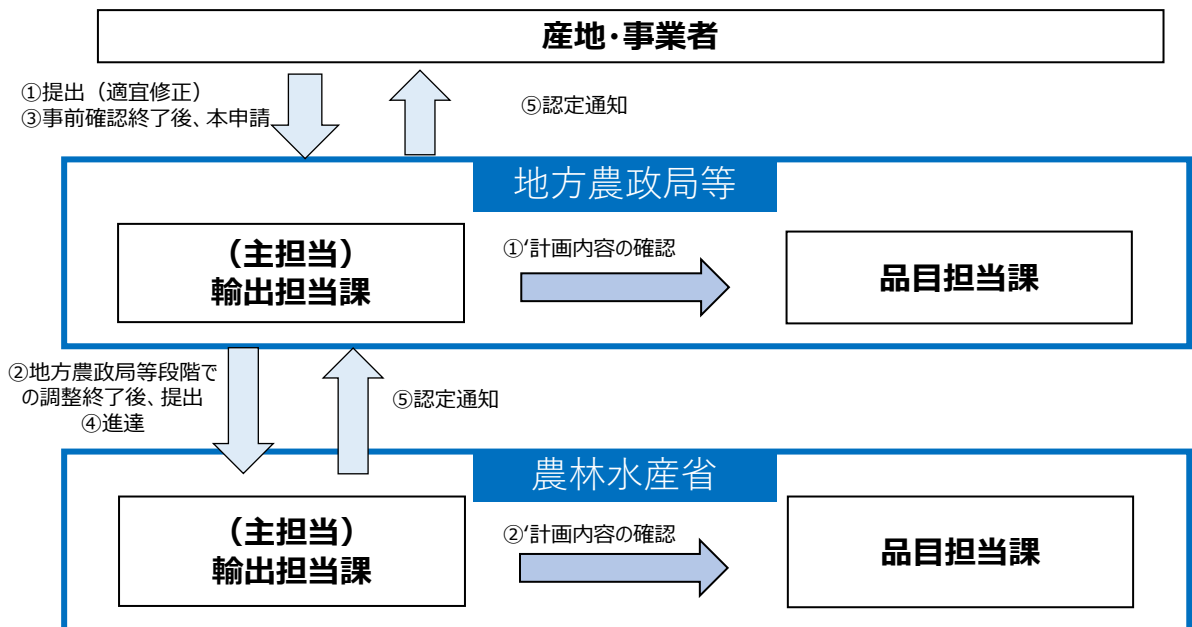 産地・事業者
①提出（適宜修正）
③事前確認終了後、本申請
⑤認定通知
地方農政局等
（主担当）
輸出担当課
①‘計画内容の確認
品目担当課
②地方農政局等段階で
の調整終了後、提出
④進達
⑤認定通知
農林水産省
（主担当）
輸出担当課
②‘計画内容の確認
品目担当課